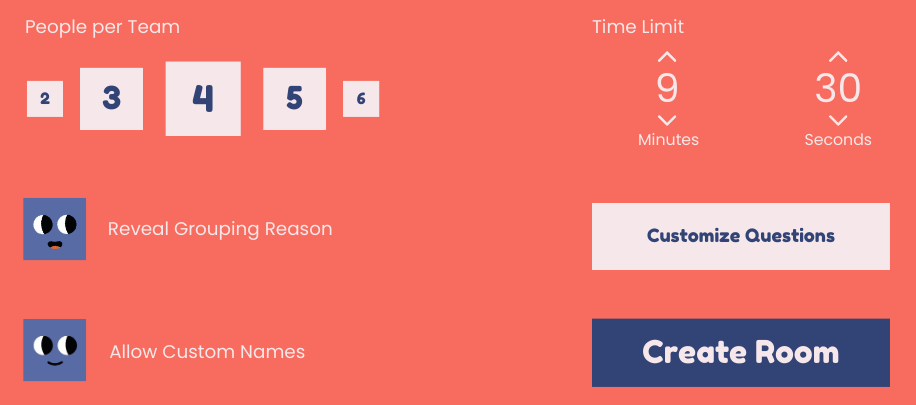 People per Team
2 3 4 5 6
Reveal Grouping Reason
Allow Custom Names
Time Limit
9 30
Minutes Seconds
Customize Questions
Create Room